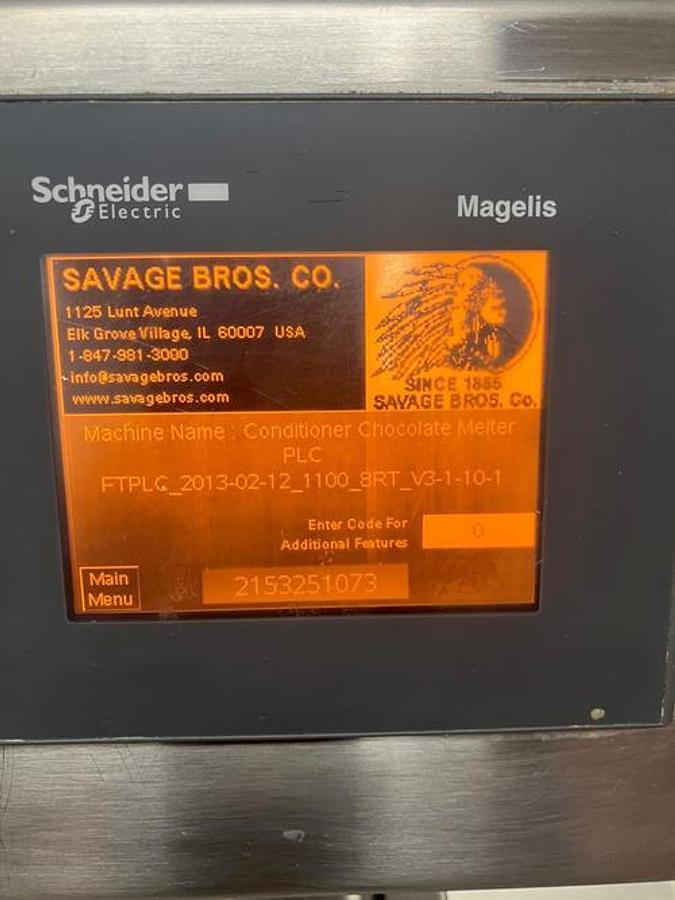 Schneider
Electric
Magelis
SAVAGE BROS. CO.
1125 Lunt Avenue
Elk Grove Village, IL 60007 USA
1-847-981-3000
info@savagebros.com
www.savagebros.com
SINCE 1855
SAVAGE BROS. Co.
Machine Name : Conditioner Chocolate Melter
PLC
FTPLC_2013-02-12_1100_8RT_V3-1-10-1
Enter Code For
Additional Features
0
Main
Menu
2153251073